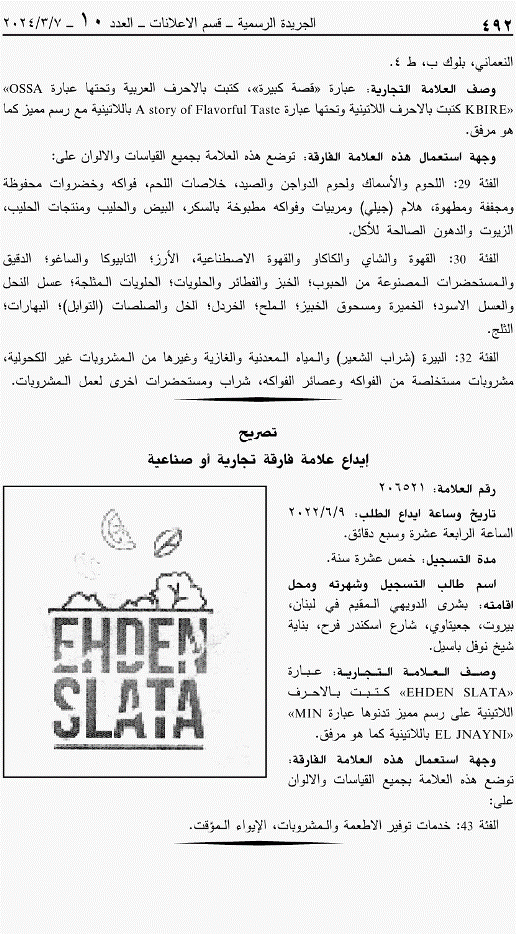 ٤٩٢
الجريدة الرسمية – قسم الاعلانات – العدد ١٠ – ٢٠٢٤/٣/٧
النعماني، بلوك ب، ط ٤.
وصف العلامة التجارية: عبارة «قصة كبيرة»، كتبت بالاحرف العربية وتحتها عبارة «OSSA
KBIRE» كتبت بالاحرف اللاتينية وتحتها عبارة A story of Flavorful Taste باللاتينية مع رسم مميز كما
هو مرفق.
وجهة استعمال هذه العلامة الفارقة: توضع هذه العلامة بجميع القياسات والالوان على:
الفئة 29: اللحوم والأسماك ولحوم الدواجن والصيد، خلاصات اللحم، فواكه وخضروات محفوظة
ومجففة ومطهوة، هلام (جيلي) ومربيات وفواكه مطبوخة بالسكر، البيض والحليب ومنتجات الحليب،
الزيوت والدهون الصالحة للأكل.
الفئة 30: القهوة والشاي والكاكاو والقهوة الاصطناعية، الأرز؛ التابيوكا والساغو؛ الدقيق
والمستحضرات المصنوعة من الحبوب؛ الخبز والفطائر والحلويات؛ الحلويات المثلجة؛ عسل النحل
والعسل الاسود؛ الخميرة ومسحوق الخبيز؛ الملح؛ الخردل؛ الخل والصلصات (التوابل)؛ البهارات؛
الثلج.
الفئة 32: البيرة (شراب الشعير) والمياه المعدنية والغازية وغيرها من المشروبات غير الكحولية،
مشروبات مستخلصة من الفواكه وعصائر الفواكه، شراب ومستحضرات اخرى لعمل المشروبات.
تصريح
إيداع علامة فارقة تجارية أو صناعية
رقم العلامة: ٢٠٦٥٢١
تاريخ وساعة ايداع الطلب: ٢٠٢٢/٦/٩
الساعة الرابعة عشرة وسبع دقائق.
مدة التسجيل: خمس عشرة سنة.
اسم طالب التسجيل وشهرته ومحل
اقامته: بشرى الدويهي المقيم في لبنان،
بيروت، جعيتاوي، شارع اسكندر فرح، بناية
شيخ نوفل باسيل.
وصف العلامة التجارية: عبارة
«EHDEN SLATA» كتبت بالاحرف
اللاتينية على رسم مميز تدنوها عبارة «MIN
EL JNAYNI» باللاتينية كما هو مرفق.
وجهة استعمال هذه العلامة الفارقة:
توضع هذه العلامة بجميع القياسات والالوان
على:
الفئة 43: خدمات توفير الاطعمة والمشروبات، الإيواء المؤقت.
EHDEN
SLATA